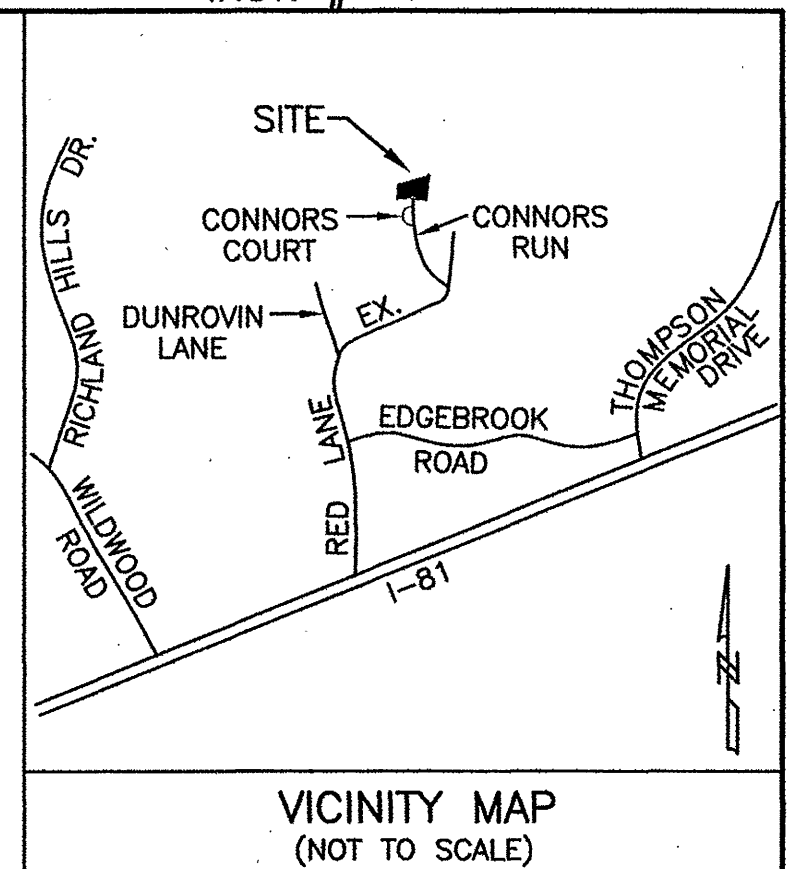 SITE
RICHLAND HILLS DR.
CONNORS
COURT
CONNORS
RUN
DUNROVIN
LANE
EX.
THOMPSON
MEMORIAL
DRIVE
RED LANE
EDGEBROOK
ROAD
WILDWOOD
ROAD
I-81
N
VICINITY MAP
(NOT TO SCALE)